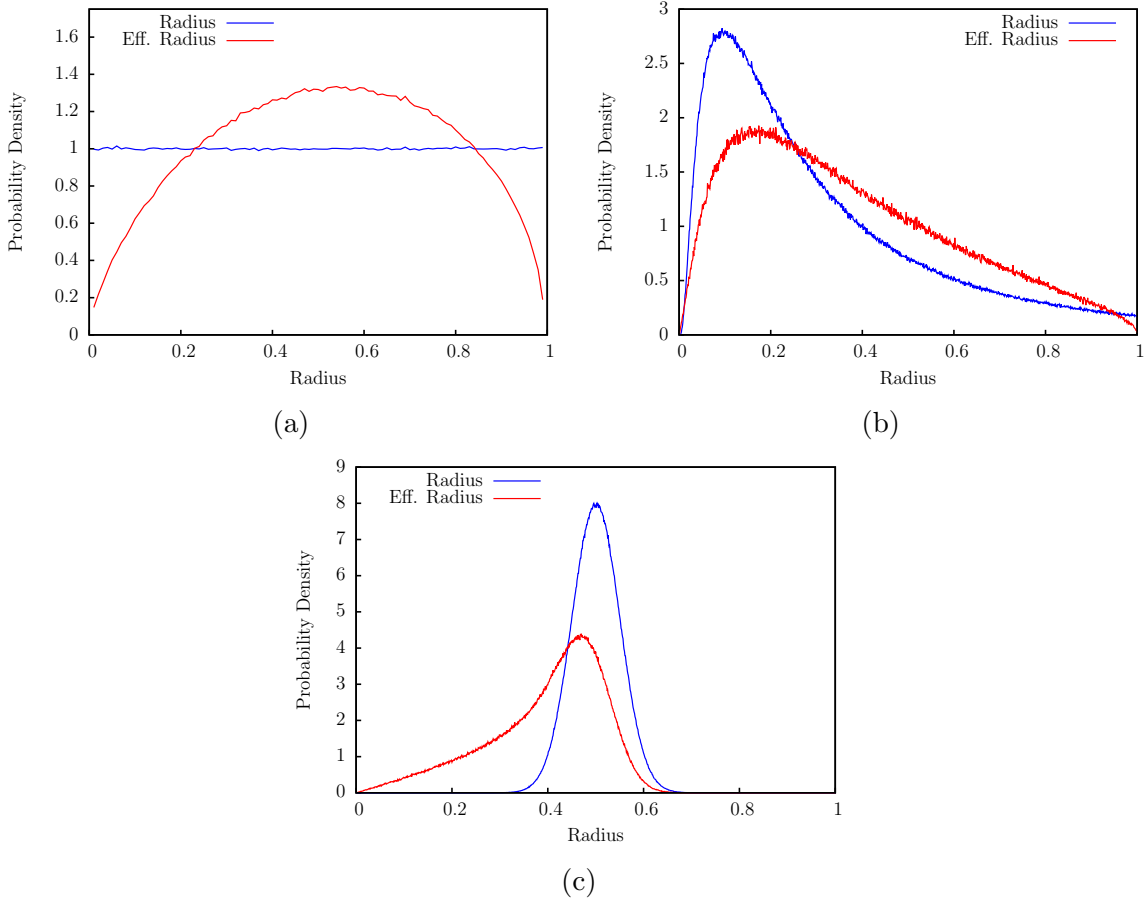 Radius
Eff. Radius
Probability Density
0
0.2
0.4
0.6
0.8
1
1.2
1.4
1.6
0 0.2 0.4 0.6 0.8 1
Radius
(a)
Radius
Eff. Radius
Probability Density
0
0.5
1
1.5
2
2.5
3
0 0.2 0.4 0.6 0.8 1
Radius
(b)
Radius
Eff. Radius
Probability Density
0
1
2
3
4
5
6
7
8
9
0 0.2 0.4 0.6 0.8 1
Radius
(c)